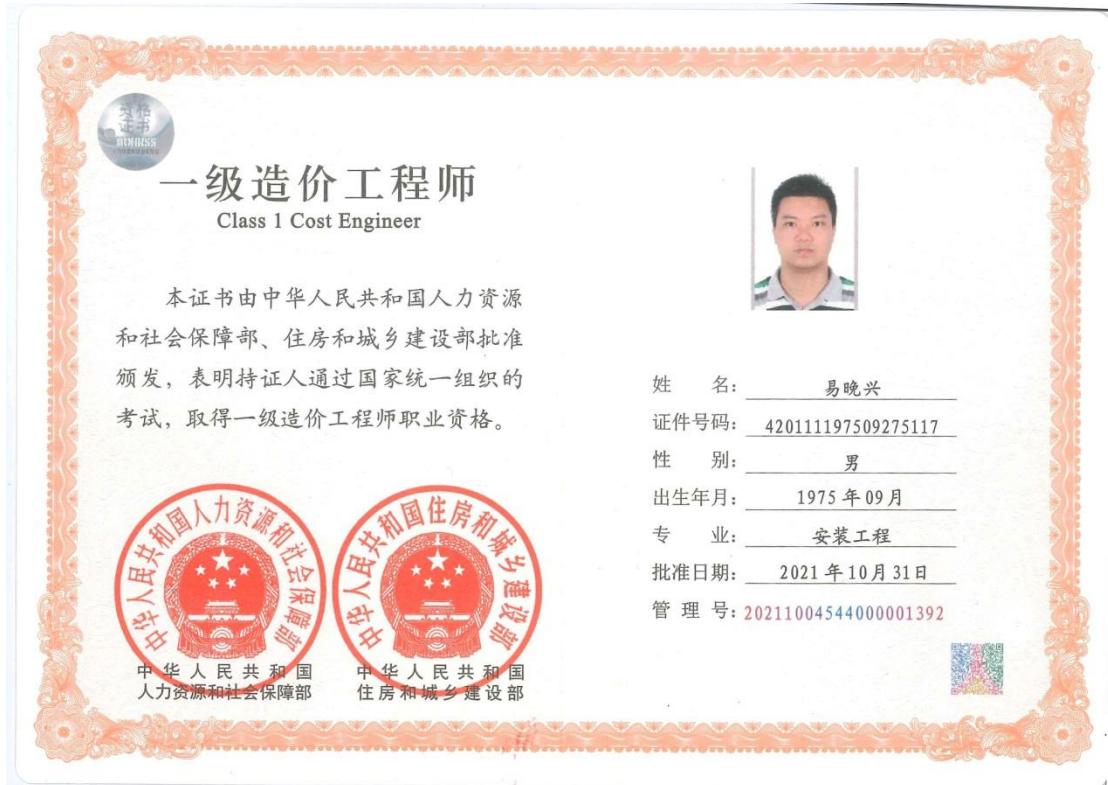 资格
证书
MOHRSS
一级造价工程师
Class 1 Cost Engineer
本证书由中华人民共和国人力资源
和社会保障部、住房和城乡建设部批准
颁发，表明持证人通过国家统一组织的
考试，取得一级造价工程师职业资格。
中华人民共和国人力资源和社会保障部
中华人民共和国住房和城乡建设部
中华人民共和国
人力资源和社会保障部
中华人民共和国
住房和城乡建设部
姓 名：易晚兴
证件号码：420111197509275117
性 别：男
出生年月：1975年09月
专 业：安装工程
批准日期：2021年10月31日
管 理 号：20211004544000001392